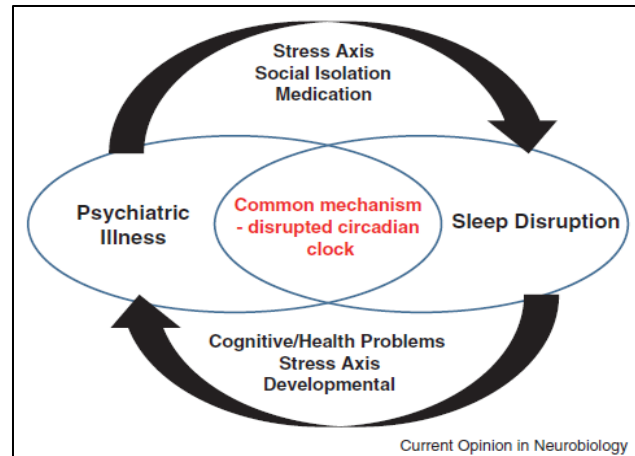 Stress Axis
Social Isolation
Medication
Psychiatric
Illness
Common mechanism
- disrupted circadian
clock
Sleep Disruption
Cognitive/Health Problems
Stress Axis
Developmental
Current Opinion in Neurobiology